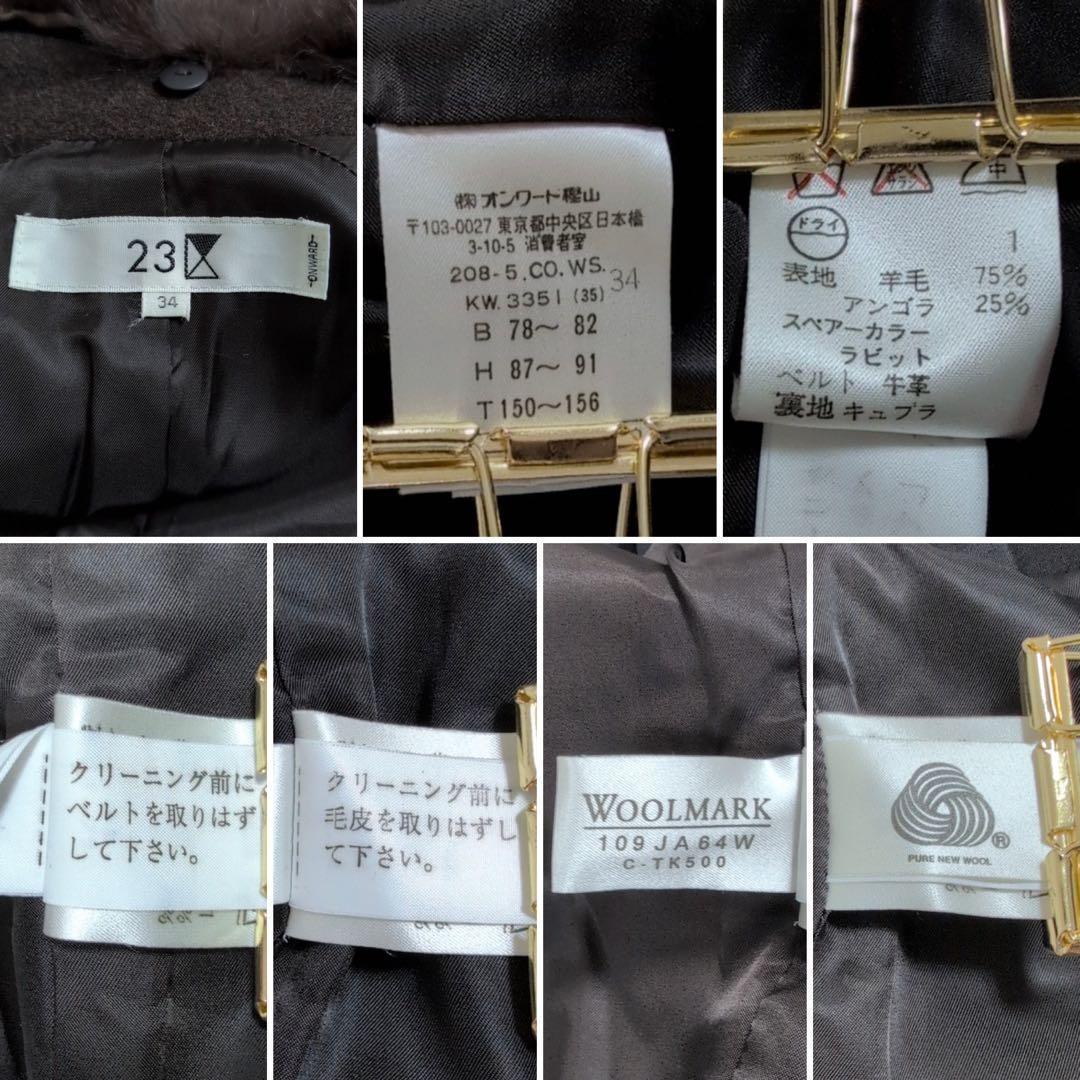 23区
ONWARD
34
㈱オンワード樫山
〒103-0027 東京都中央区日本橋
3-10-5 消費者室
208-5.CO.WS.
34
KW.3351 (35)
B 78〜 82
H 87〜 91
T 150〜156
中
ドライ
1
表地 羊毛 75%
アンゴラ 25%
スペアーカラー
ラビット
ベルト 牛革
裏地 キュプラ
クリーニング前に
ベルトを取りはず
して下さい。
クリーニング前に
毛皮を取りはずし
て下さい。
WOOLMARK
109 JA 64W
C-TK500
®
PURE NEW WOOL